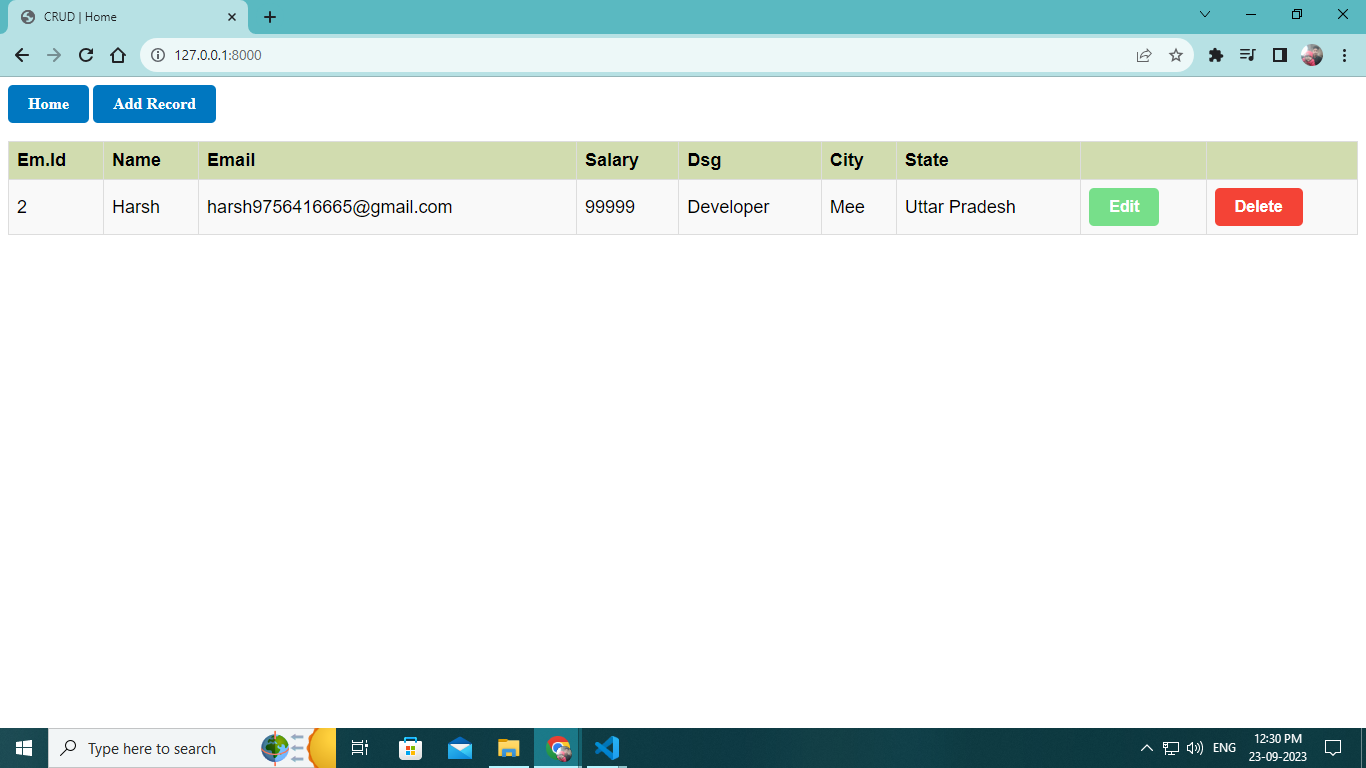 CRUD | Home
127.0.0.1:8000
Home Add Record
Em.Id Name Email Salary Dsg City State
2 Harsh harsh9756416665@gmail.com 99999 Developer Mee Uttar Pradesh Edit Delete
Type here to search
ENG
12:30 PM
23-09-2023